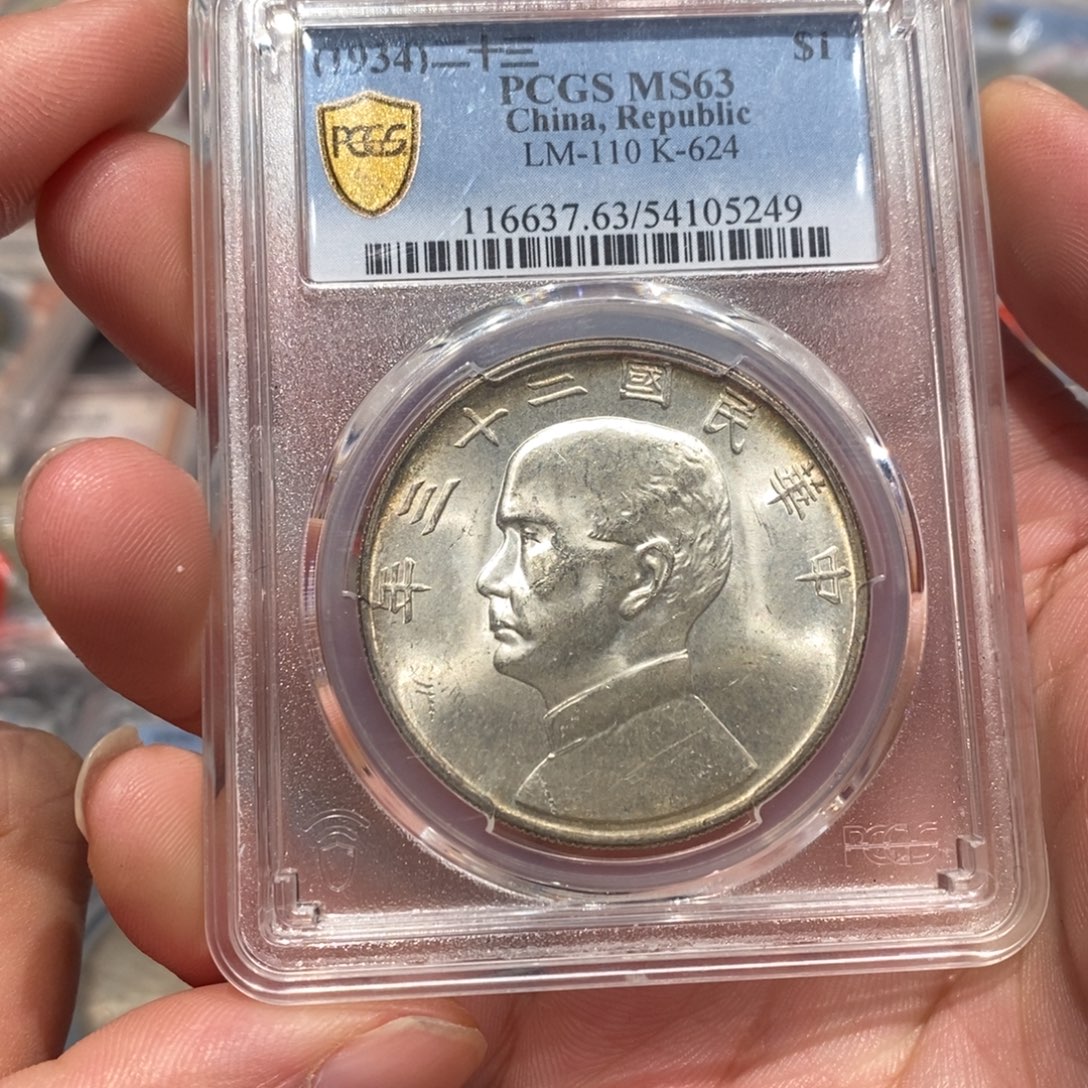 (1934)二十三 $1
PCGS MS63
China, Republic
LM-110 K-624
116637.63/54105249
PCGS
年三十二國民華中
PCGS